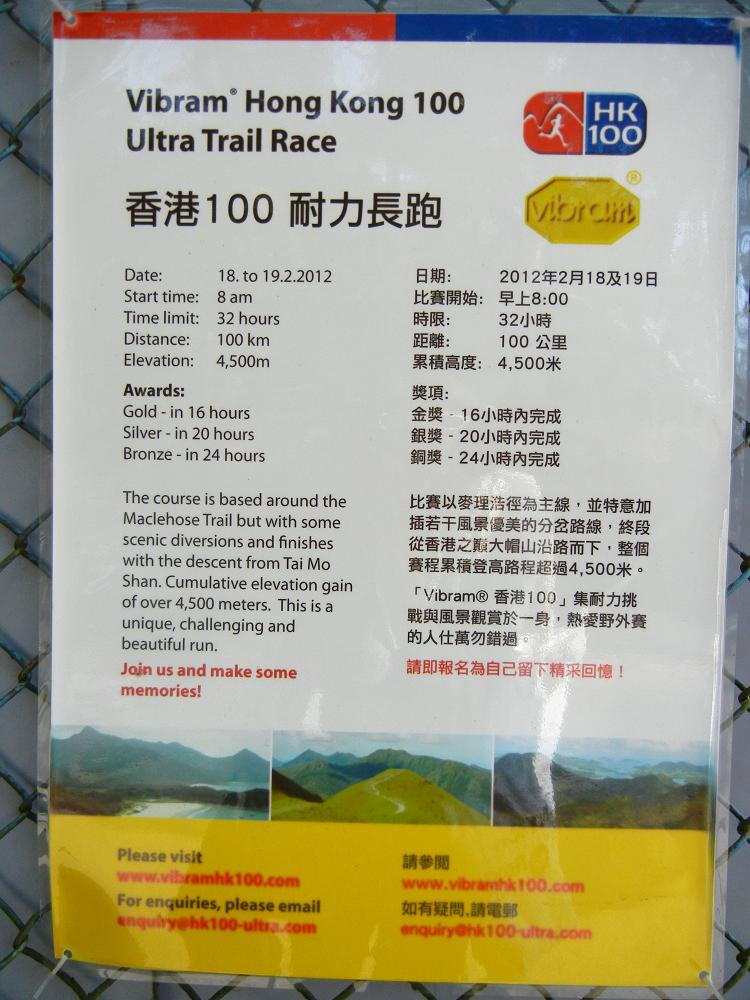 Vibram® Hong Kong 100
Ultra Trail Race
HK
100
香港100 耐力長跑
vibram®
Date: 18. to 19.2.2012
Start time: 8 am
Time limit: 32 hours
Distance: 100 km
Elevation: 4,500m
Awards:
Gold - in 16 hours
Silver - in 20 hours
Bronze - in 24 hours
The course is based around the
Maclehose Trail but with some
scenic diversions and finishes
with the descent from Tai Mo
Shan. Cumulative elevation gain
of over 4,500 meters. This is a
unique, challenging and
beautiful run.
Join us and make some
memories!
日期: 2012年2月18及19日
比賽開始: 早上8:00
時限: 32小時
距離: 100 公里
累積高度: 4,500米
獎項:
金獎 - 16小時內完成
銀獎 - 20小時內完成
銅獎 - 24小時內完成
比賽以麥理浩徑為主線，並特意加
插若干風景優美的分岔路線，終段
從香港之巔大帽山沿路而下，整個
賽程累積登高路程超過4,500米。
「Vibram® 香港100」集耐力挑
戰與風景觀賞於一身，熱愛野外賽
的人仕萬勿錯過。
請即報名為自己留下精采回憶！
Please visit
www.vibramhk100.com
For enquiries, please email
enquiry@hk100-ultra.com
請參閱
www.vibramhk100.com
如有疑問,請電郵
enquiry@hk100-ultra.com